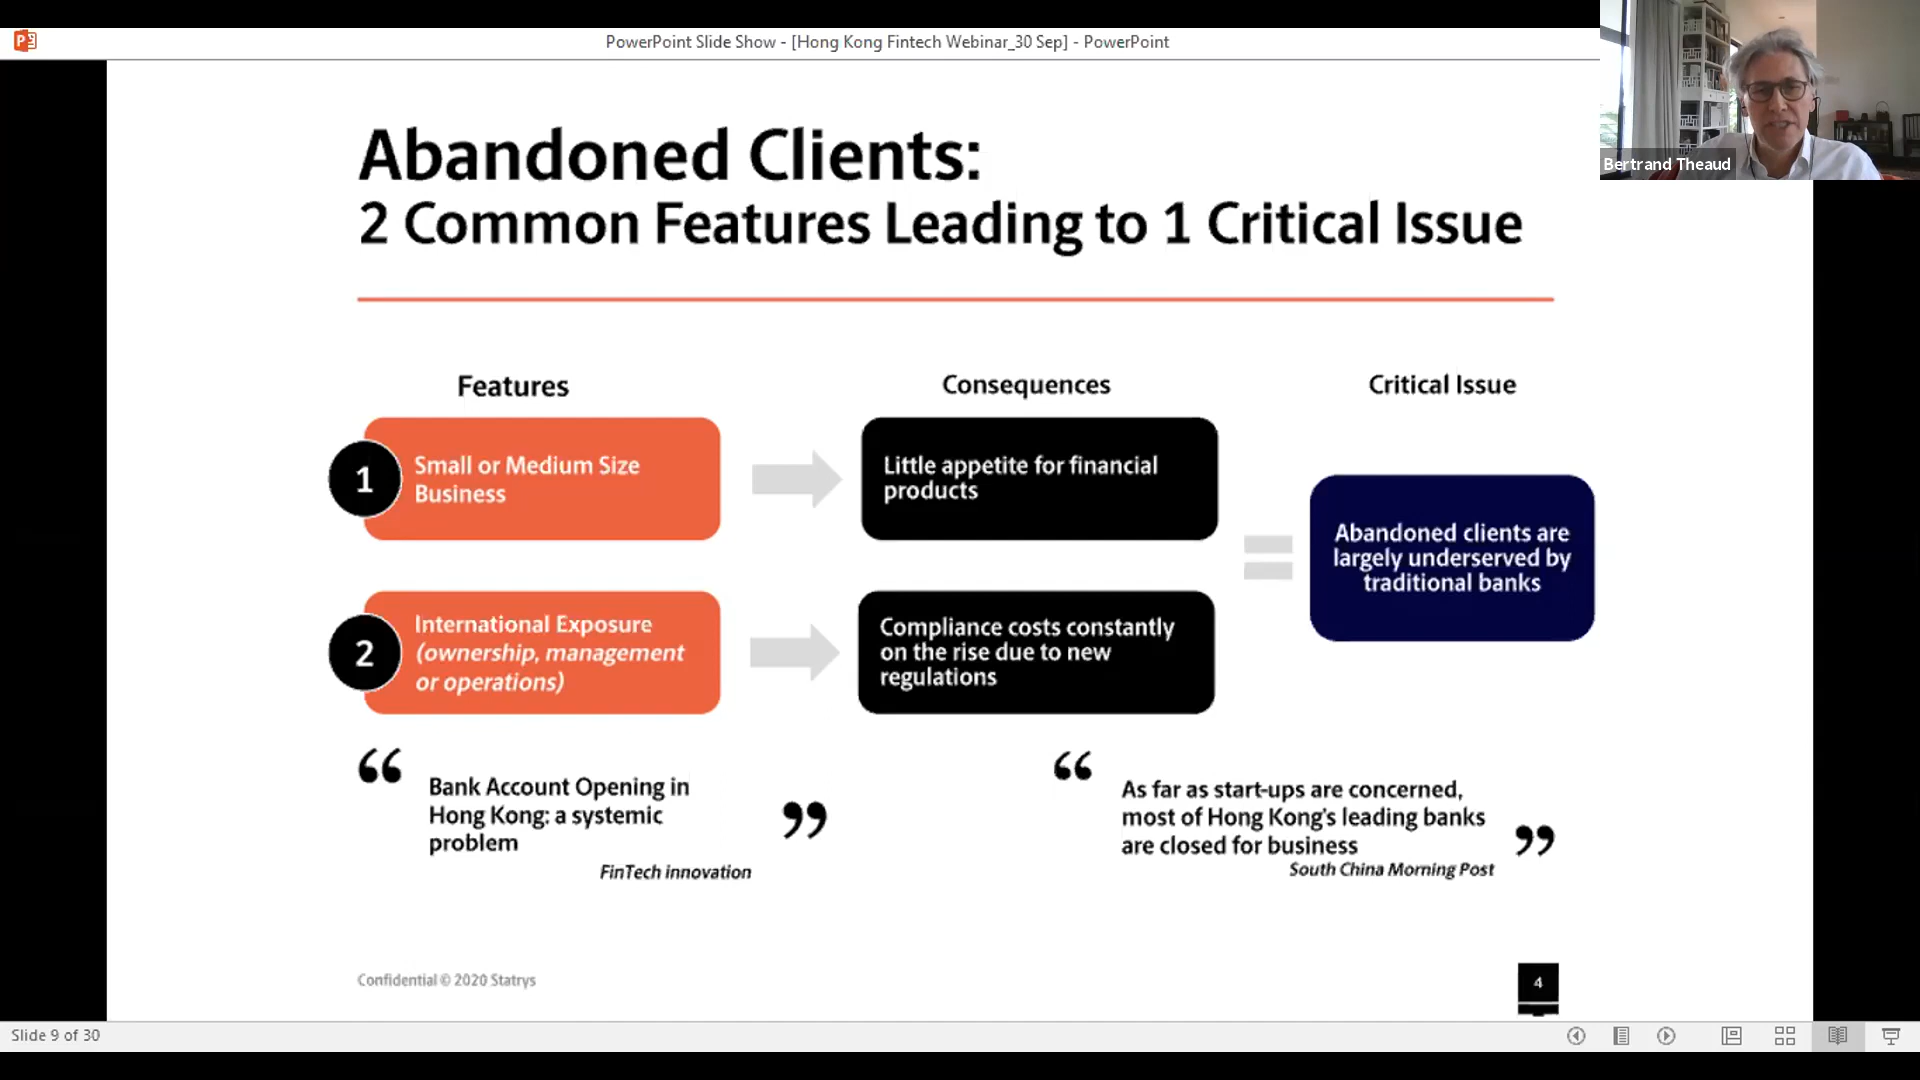 PowerPoint Slide Show - [Hong Kong Fintech Webinar_30 Sep] - PowerPoint
Bertrand Theaud
Abandoned Clients:
2 Common Features Leading to 1 Critical Issue
Features
Consequences
Critical Issue
1
Small or Medium Size
Business
Little appetite for financial
products
Abandoned clients are
largely underserved by
traditional banks
2
International Exposure
(ownership, management
or operations)
Compliance costs constantly
on the rise due to new
regulations
“
Bank Account Opening in
Hong Kong: a systemic
problem
”
FinTech innovation
“
As far as start-ups are concerned,
most of Hong Kong's leading banks
are closed for business
”
South China Morning Post
Confidential © 2020 Statrys
4
Slide 9 of 30